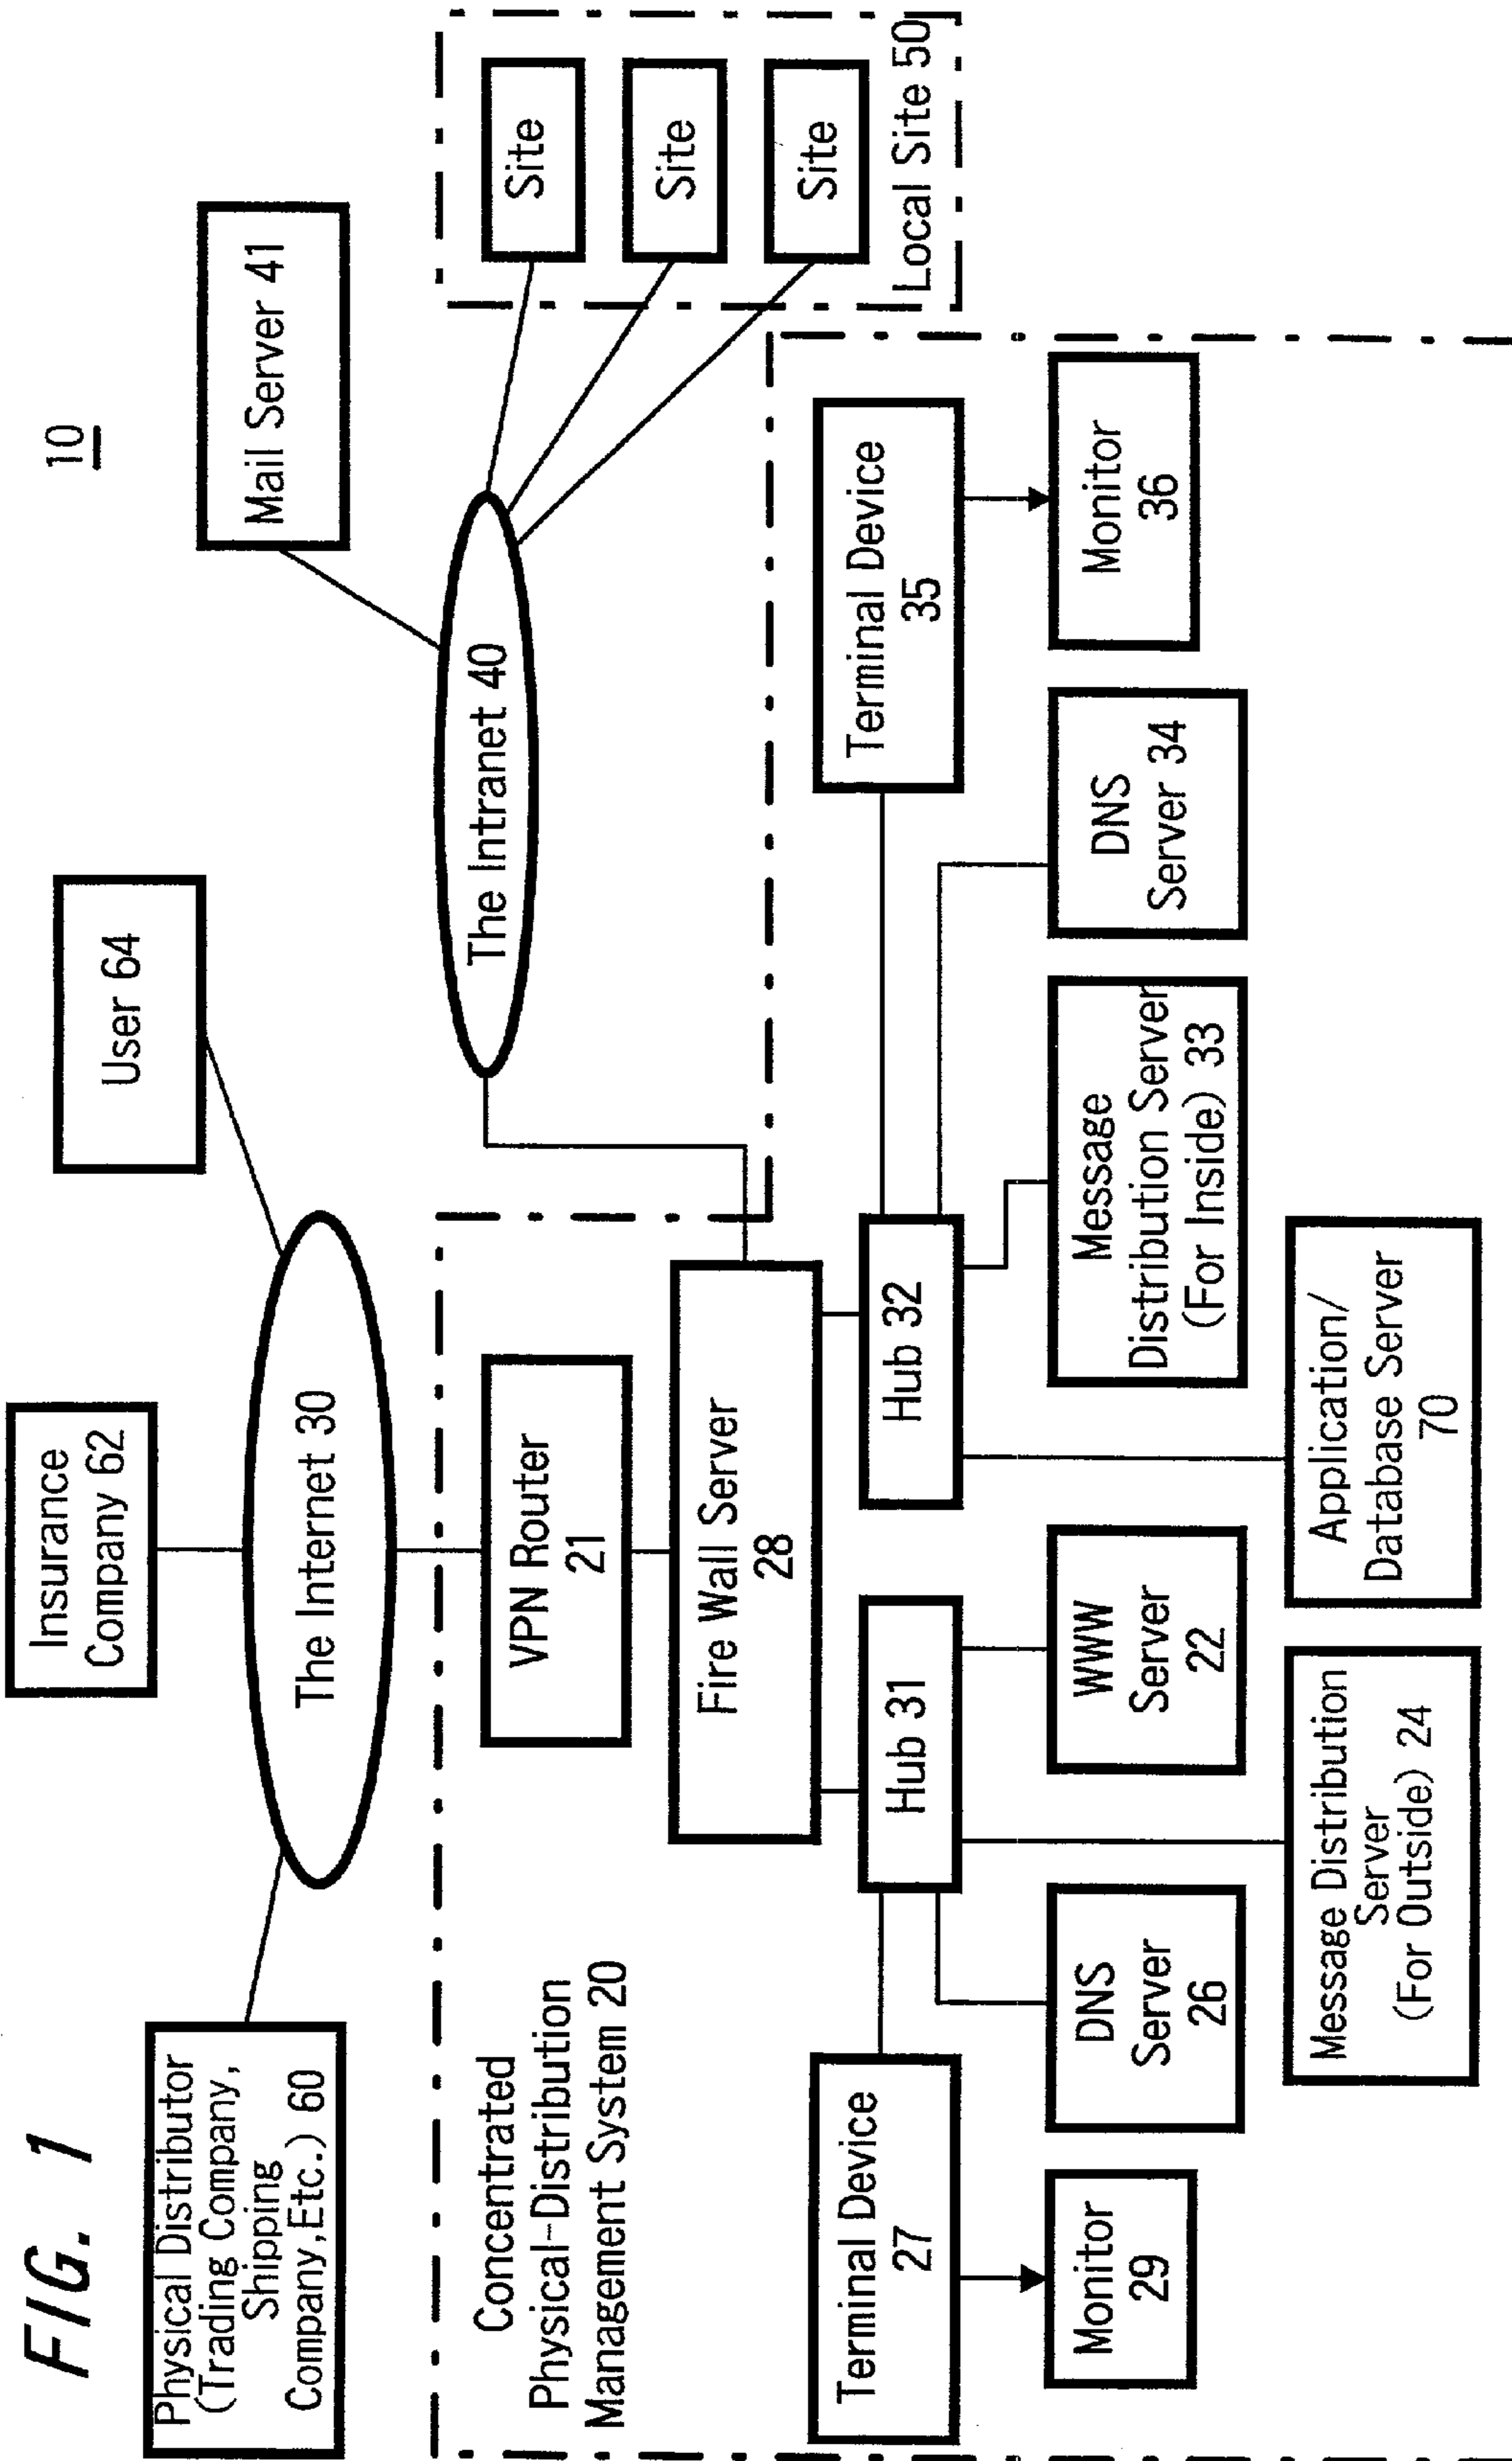 FIG. 1
10
Physical Distributor
(Trading Company,
Shipping
Company,Etc.) 60
Insurance
Company 62
User 64
Mail Server 41
The Internet 30
The Intranet 40
Site
Site
Site
Local Site 50
Concentrated
Physical-Distribution
Management System 20
VPN Router
21
Fire Wall Server
28
Hub 31
Hub 32
Terminal Device
27
Terminal Device
35
Monitor
29
DNS
Server
26
WWW
Server
22
Message
Distribution Server
(For Inside) 33
DNS
Server 34
Monitor
36
Message Distribution
Server
(For Outside) 24
Application/
Database Server
70